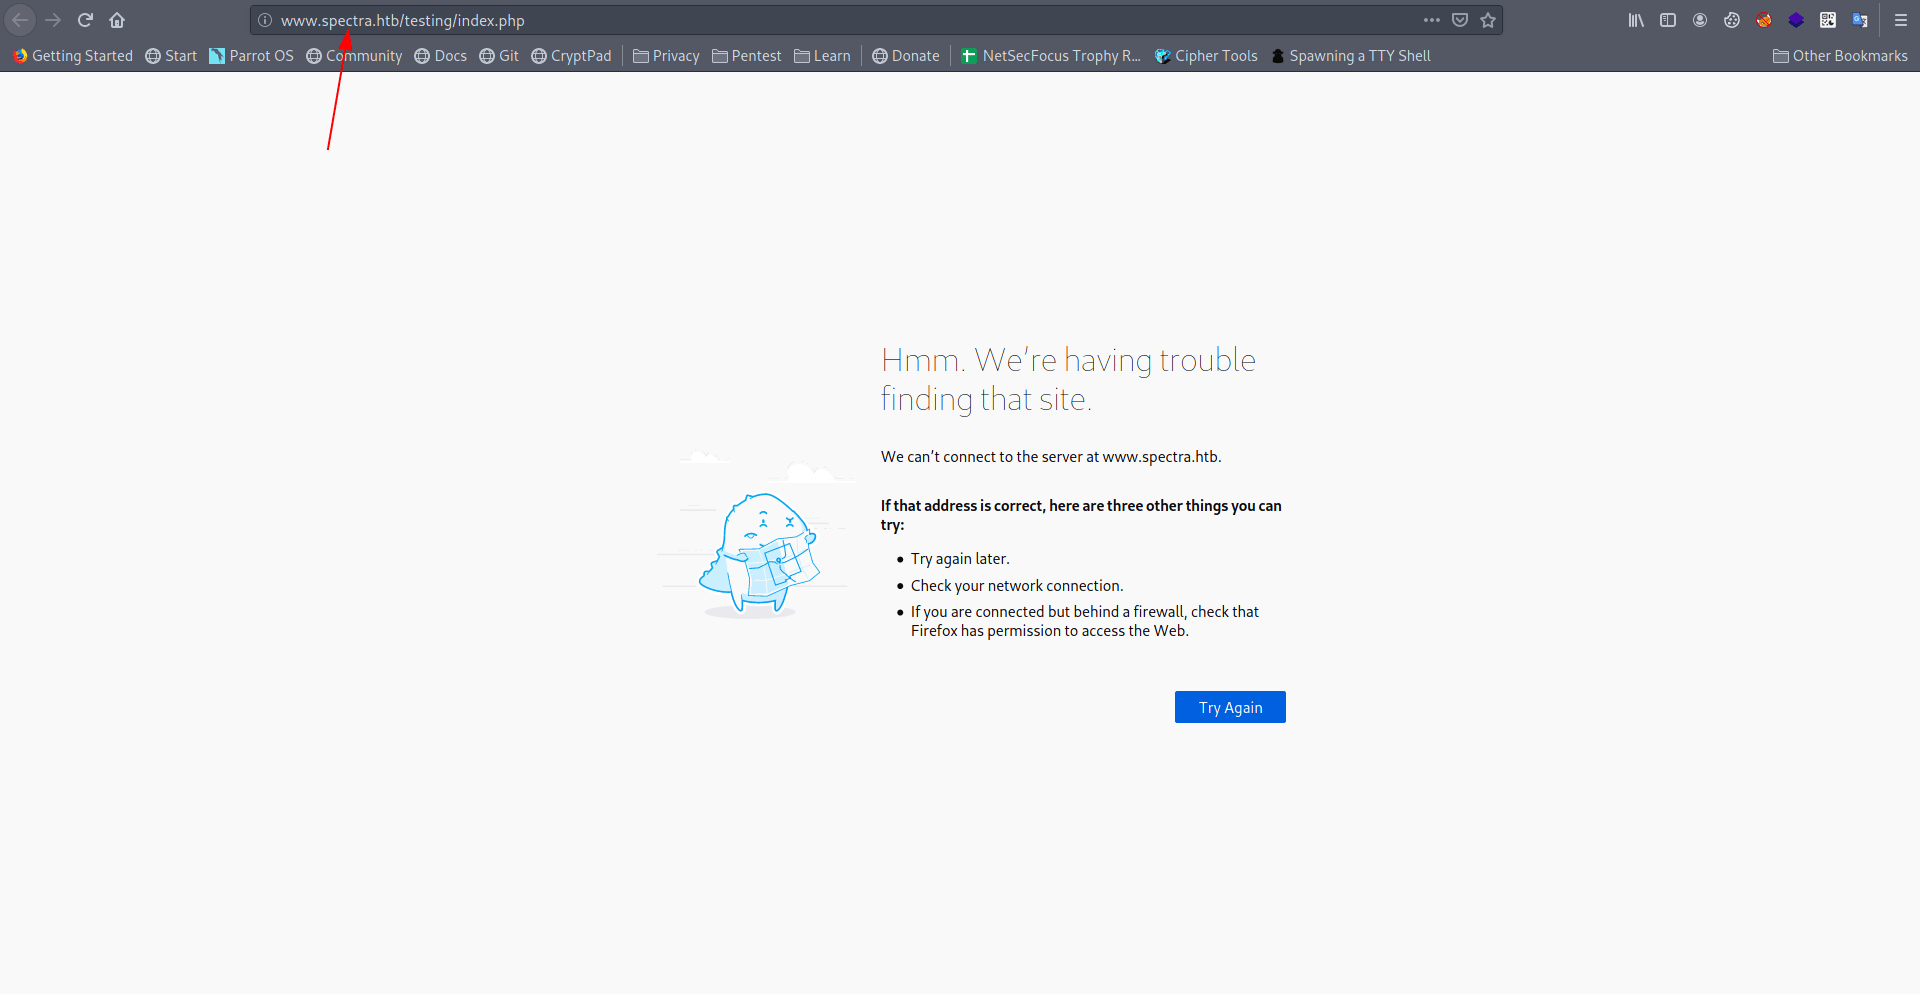 www.spectra.htb/testing/index.php
Getting Started Start Parrot OS Community Docs Git CryptPad Privacy Pentest Learn Donate NetSecFocus Trophy R... Cipher Tools Spawning a TTY Shell Other Bookmarks
Hmm. We're having trouble
finding that site.
We can't connect to the server at www.spectra.htb.
If that address is correct, here are three other things you can
try:
Try again later.
Check your network connection.
If you are connected but behind a firewall, check that
Firefox has permission to access the Web.
Try Again